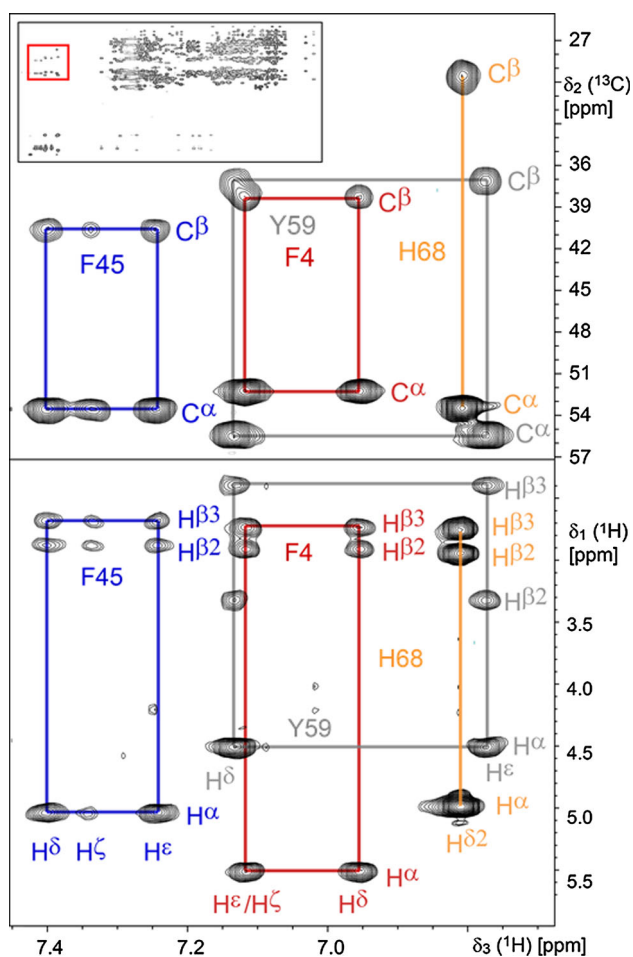 27
δ2 (13C)
[ppm]
Cβ
36
Cβ
Cβ
39
Y59
Cβ
42
F45
F4
H68
45
48
51
Cα
Cα
54
Cα
Cα
57
Hβ3
Hβ3
Hβ3
Hβ3
δ1 (1H)
Hβ2
Hβ2
Hβ2
[ppm]
F45
F4
Hβ2
3.5
H68
4.0
Y59
4.5
Hα
Hδ
Hε
Hα
Hα
5.0
Hδ
Hζ
Hε
Hδ2
Hα
5.5
Hε/Hζ
Hδ
7.4
7.2
7.0
δ3 (1H) [ppm]